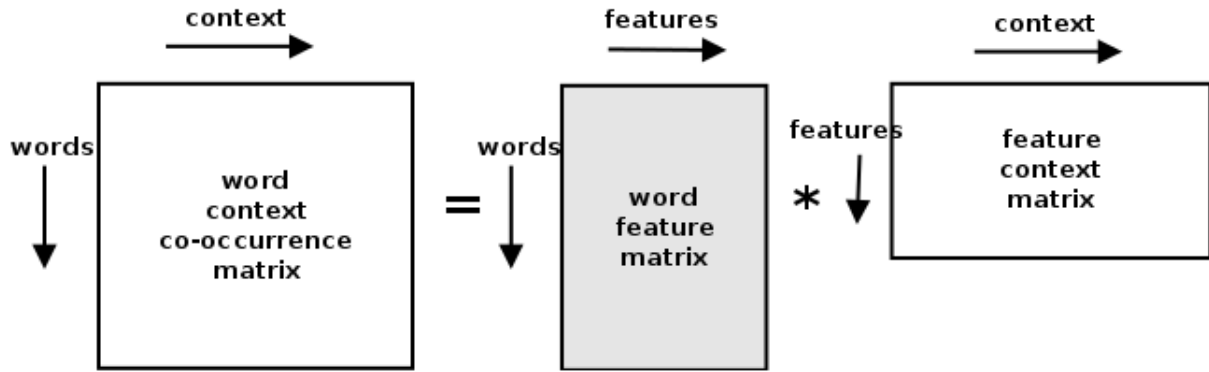 context
features
context
words
word
context
co-occurrence
matrix
=
words
word
feature
matrix
*
features
feature
context
matrix